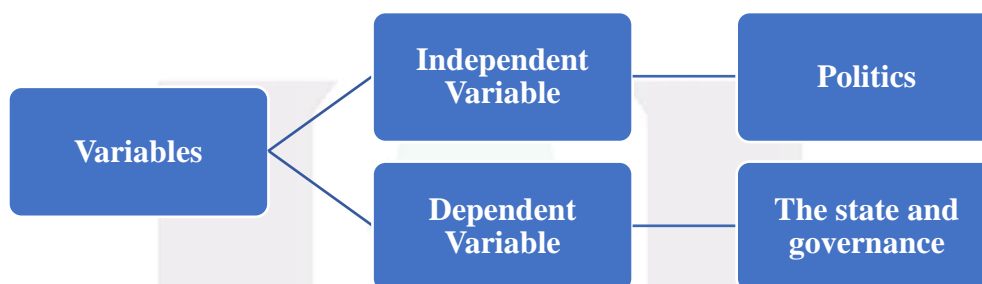 Variables
Independent
Variable
Politics
Dependent
Variable
The state and
governance